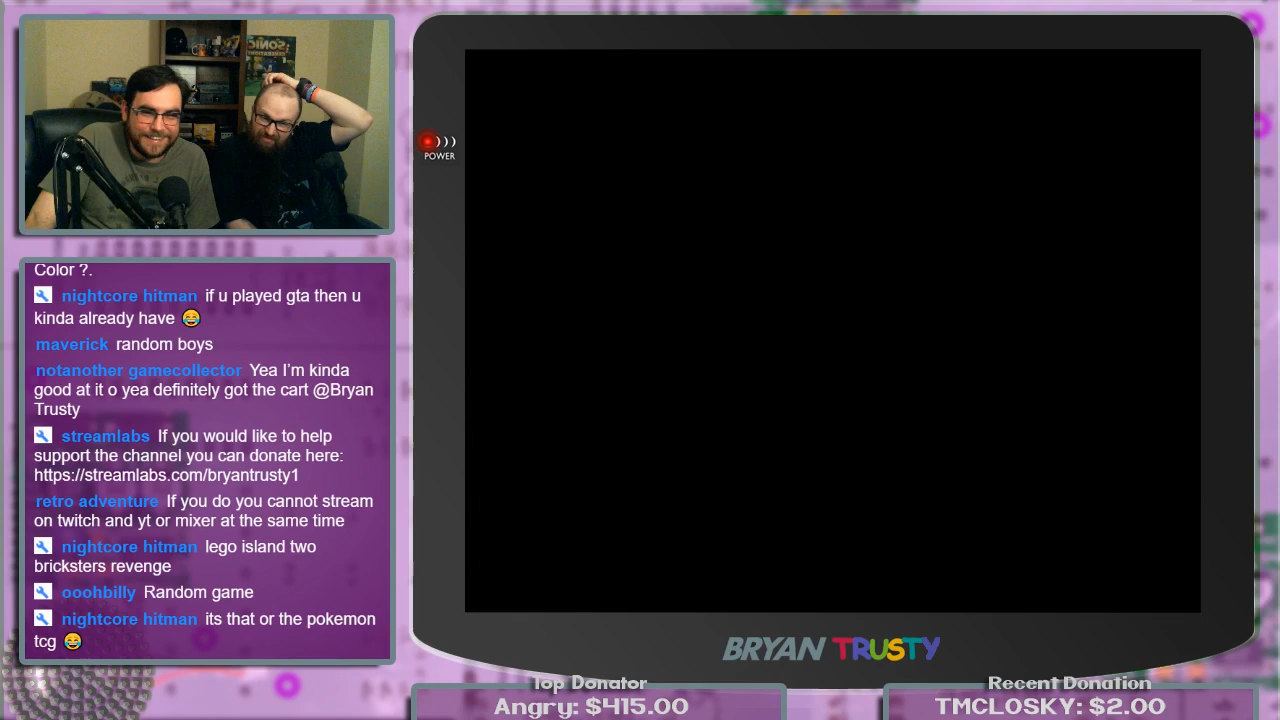 Color ?.
nightcore hitman if u played gta then u
kinda already have 😂
maverick random boys
notanother gamecollector Yea I’m kinda
good at it o yea definitely got the cart @Bryan
Trusty
streamlabs If you would like to help
support the channel you can donate here:
https://streamlabs.com/bryantrusty1
retro adventure If you do you cannot stream
on twitch and yt or mixer at the same time
nightcore hitman lego island two
bricksters revenge
ooohbilly Random game
nightcore hitman its that or the pokemon
tcg 😂
POWER
BRYAN TRUSTY
Top Donator
Angry: $415.00
Recent Donation
TMCLOSKY: $2.00